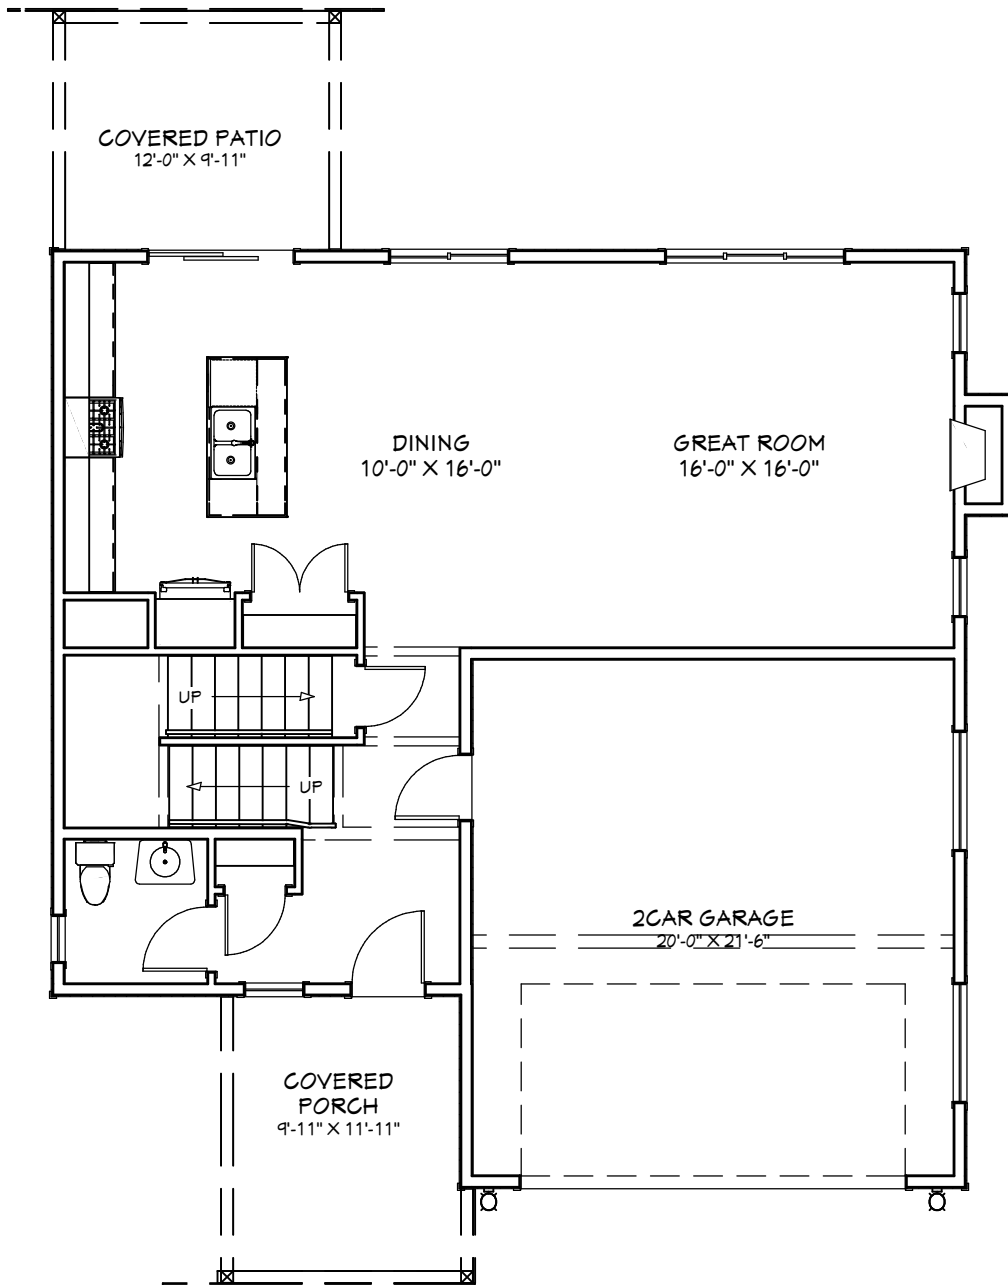 COVERED PATIO
12'-0" X 9'-11"
DINING
10'-0" X 16'-0"
GREAT ROOM
16'-0" X 16'-0"
UP
UP
2CAR GARAGE
20'-0" X 21'-6"
COVERED
PORCH
9'-11" X 11'-11"